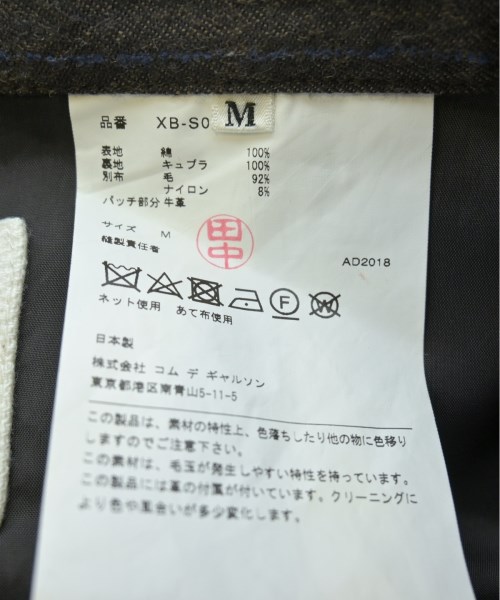 M
品番 XB-S0
表地 綿 100%
裏地 キュプラ 100%
別布 毛 92%
ナイロン 8%
パッチ部分 牛革
サイズ M
縫製責任者
田中
AD2018
F
W
ネット使用 あて布使用
日本製
株式会社 コム デ ギャルソン
東京都港区南青山5-11-5
この製品は、素材の特性上、色落ちしたり他の物に色移り
しますのでご注意下さい。
この素材は、毛玉が発生しやすい特性を持っています。
この製品には革の付属が付いています。クリーニングに
より色や風合いが多少変化します。